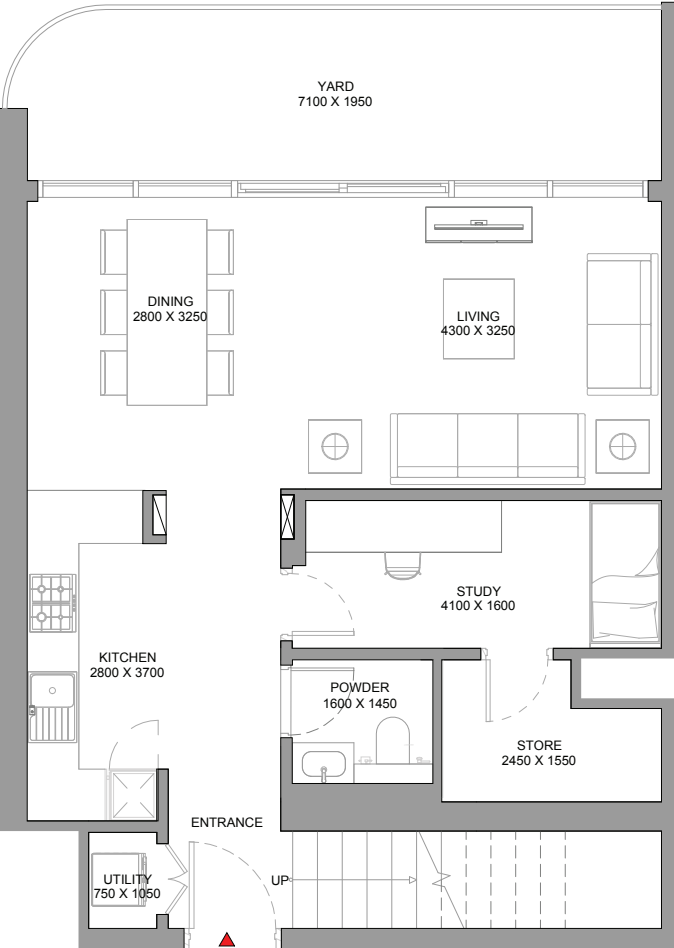 YARD
7100 X 1950
DINING
2800 X 3250
LIVING
4300 X 3250
STUDY
4100 X 1600
KITCHEN
2800 X 3700
POWDER
1600 X 1450
STORE
2450 X 1550
ENTRANCE
UTILITY
750 X 1050
UP